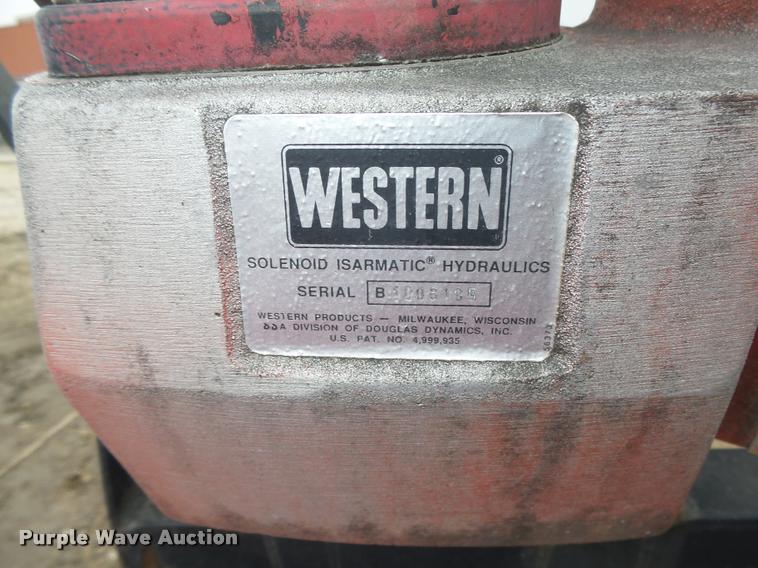 WESTERN®
SOLENOID ISARMATIC® HYDRAULICS
SERIAL B
WESTERN PRODUCTS — MILWAUKEE, WISCONSIN
A DIVISION OF DOUGLAS DYNAMICS, INC.
U.S. PAT. NO. 4,999,935
Purple Wave Auction